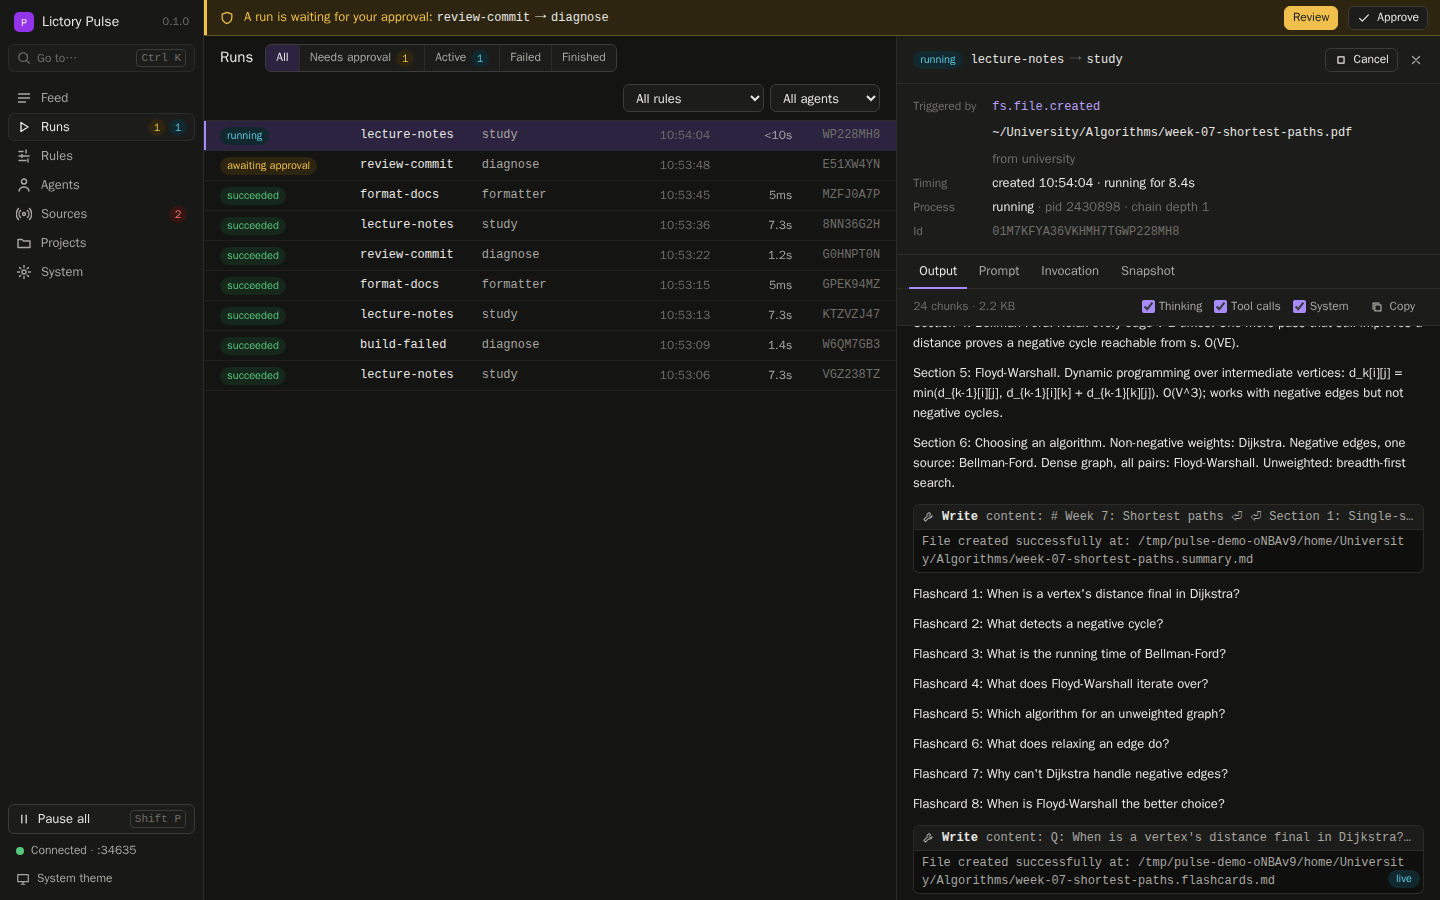 P Lictory Pulse 0.1.0
Go to… Ctrl K
Feed
Runs 1 1
Rules
Agents
Sources 2
Projects
System
Pause all Shift P
Connected · :34635
System theme
A run is waiting for your approval: review-commit → diagnose
Review
Approve
Runs
All
Needs approval 1
Active 1
Failed
Finished
All rules
All agents
running lecture-notes study 10:54:04 <10s WP228MH8
awaiting approval review-commit diagnose 10:53:48 E51XW4YN
succeeded format-docs formatter 10:53:45 5ms MZFJ0A7P
succeeded lecture-notes study 10:53:36 7.3s 8NN36G2H
succeeded review-commit diagnose 10:53:22 1.2s G0HNPT0N
succeeded format-docs formatter 10:53:15 5ms GPEK94MZ
succeeded lecture-notes study 10:53:13 7.3s KTZVZJ47
succeeded build-failed diagnose 10:53:09 1.4s W6QM7GB3
succeeded lecture-notes study 10:53:06 7.3s VGZ238TZ
running lecture-notes → study
Cancel
Triggered by fs.file.created
~/University/Algorithms/week-07-shortest-paths.pdf
from university
Timing created 10:54:04 · running for 8.4s
Process running · pid 2430898 · chain depth 1
Id 01M7KFYA36VKHMH7TGWP228MH8
Output Prompt Invocation Snapshot
24 chunks · 2.2 KB
Thinking
Tool calls
System
Copy
distance proves a negative cycle reachable from s. O(VE).
Section 5: Floyd-Warshall. Dynamic programming over intermediate vertices: d_k[i][j] =
min(d_{k-1}[i][j], d_{k-1}[i][k] + d_{k-1}[k][j]). O(V^3); works with negative edges but not
negative cycles.
Section 6: Choosing an algorithm. Non-negative weights: Dijkstra. Negative edges, one
source: Bellman-Ford. Dense graph, all pairs: Floyd-Warshall. Unweighted: breadth-first
search.
Write content: # Week 7: Shortest paths ⏎ ⏎ Section 1: Single-s…
File created successfully at: /tmp/pulse-demo-oNBAv9/home/Universit
y/Algorithms/week-07-shortest-paths.summary.md
Flashcard 1: When is a vertex's distance final in Dijkstra?
Flashcard 2: What detects a negative cycle?
Flashcard 3: What is the running time of Bellman-Ford?
Flashcard 4: What does Floyd-Warshall iterate over?
Flashcard 5: Which algorithm for an unweighted graph?
Flashcard 6: What does relaxing an edge do?
Flashcard 7: Why can't Dijkstra handle negative edges?
Flashcard 8: When is Floyd-Warshall the better choice?
Write content: Q: When is a vertex's distance final in Dijkstra?…
File created successfully at: /tmp/pulse-demo-oNBAv9/home/Universit
y/Algorithms/week-07-shortest-paths.flashcards.md
live